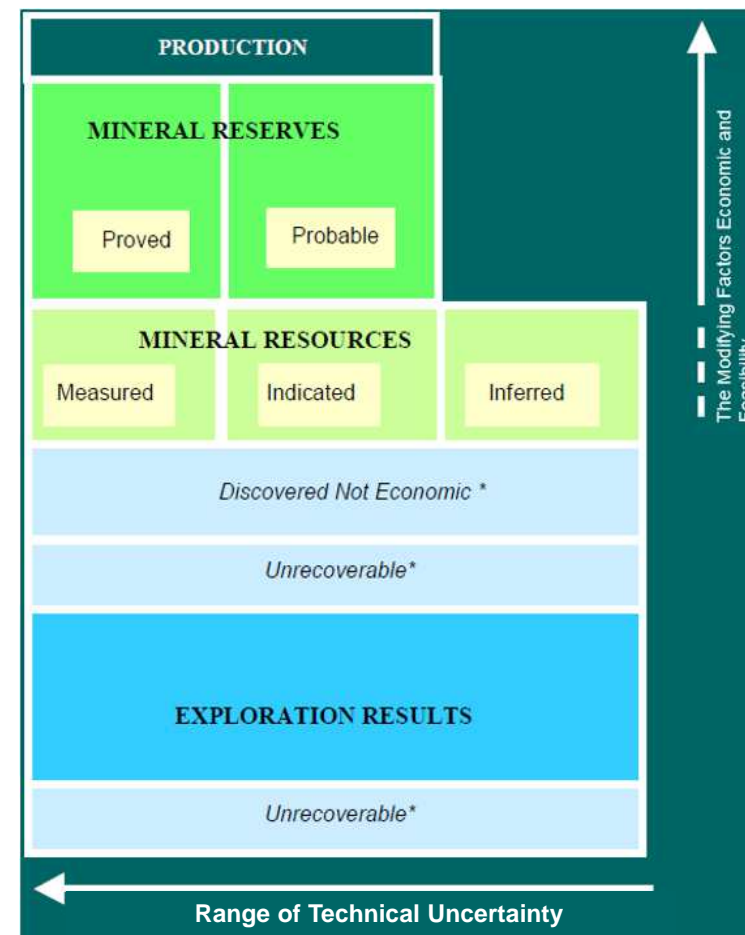 PRODUCTION
MINERAL RESERVES
Proved
Probable
MINERAL RESOURCES
Measured
Indicated
Inferred
Discovered Not Economic *
Unrecoverable*
EXPLORATION RESULTS
Unrecoverable*
Range of Technical Uncertainty
The Modifying Factors Economic and
Feasibility